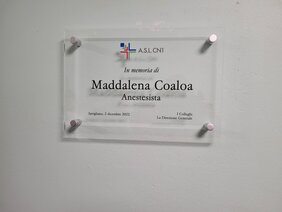 A.S.L. CN1
In memoria di
Maddalena Coaloa
Anestesista
Savigliano, 2 dicembre 2022
I Colleghi
La Direzione Generale